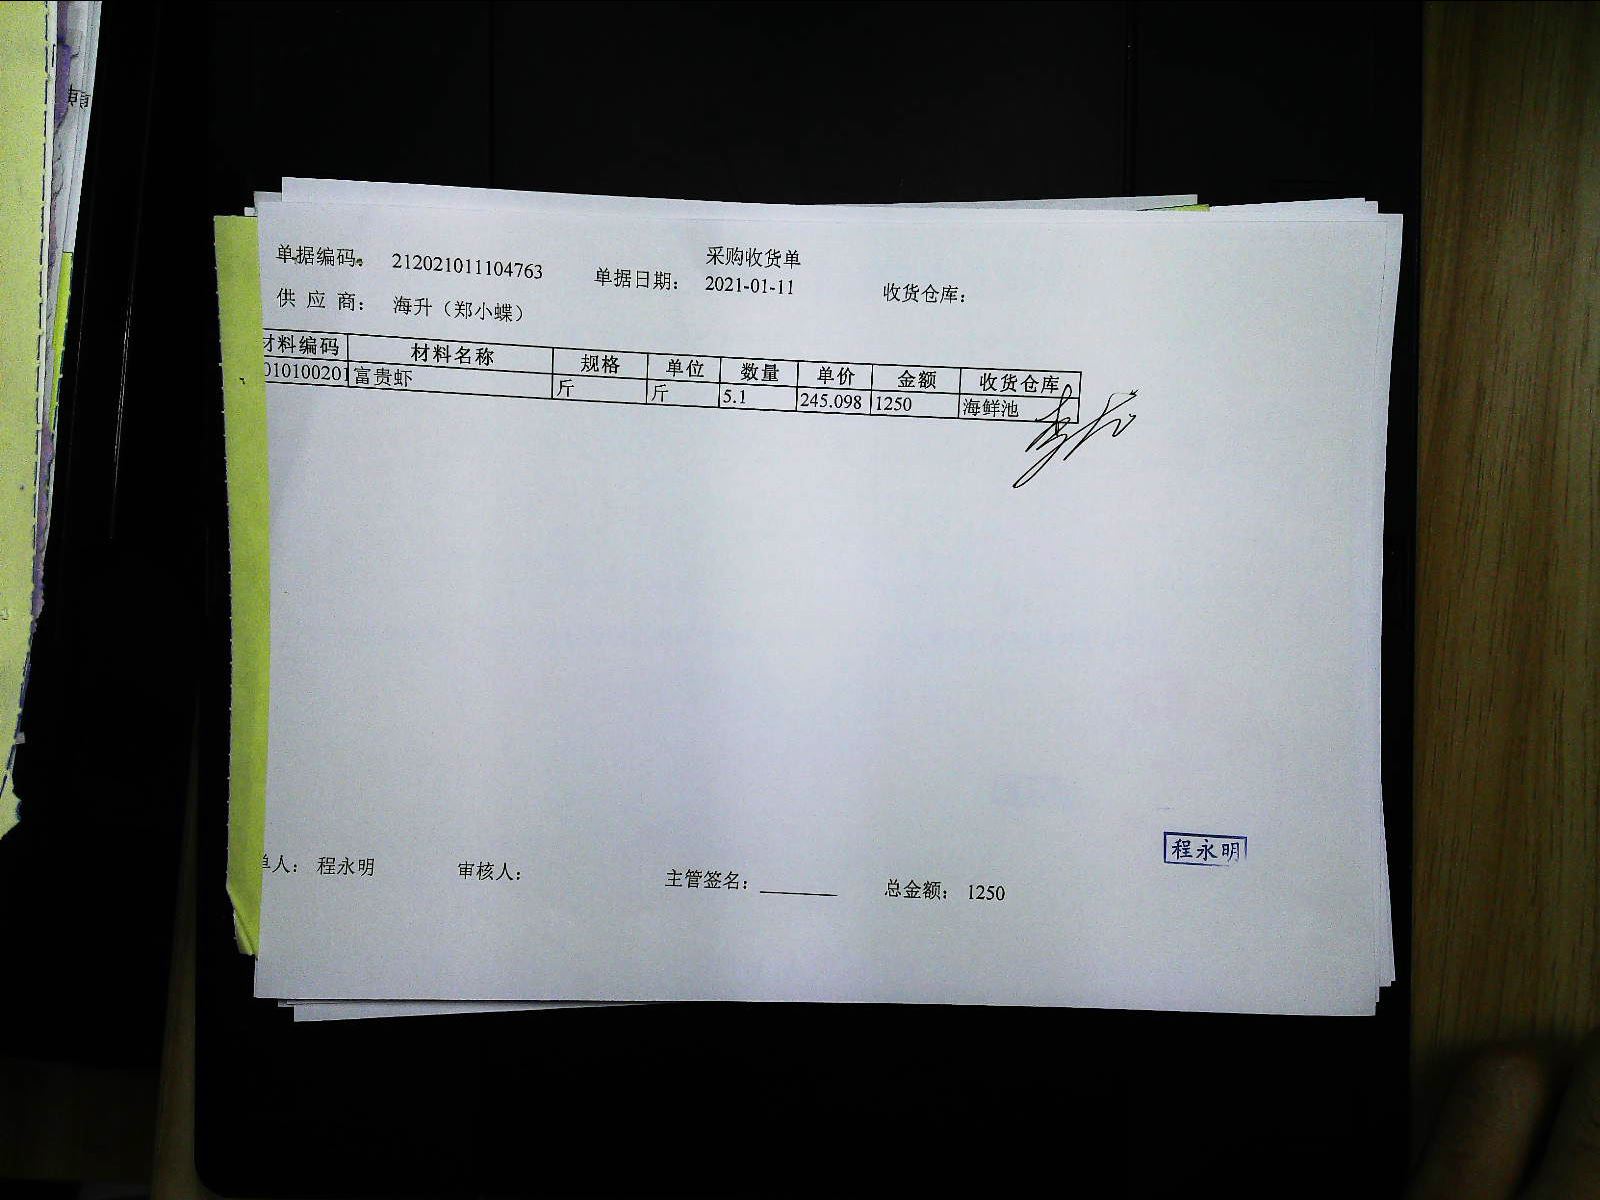 采购收货单
单据编码： 212021011104763 单据日期： 2021-01-11 收货仓库：
供 应 商： 海升（郑小蝶）
材料编码 材料名称 规格 单位 数量 单价 金额 收货仓库
010100201 富贵虾 斤 斤 5.1 245.098 1250 海鲜池
单人： 程永明 审核人： 主管签名： 总金额： 1250
程永明